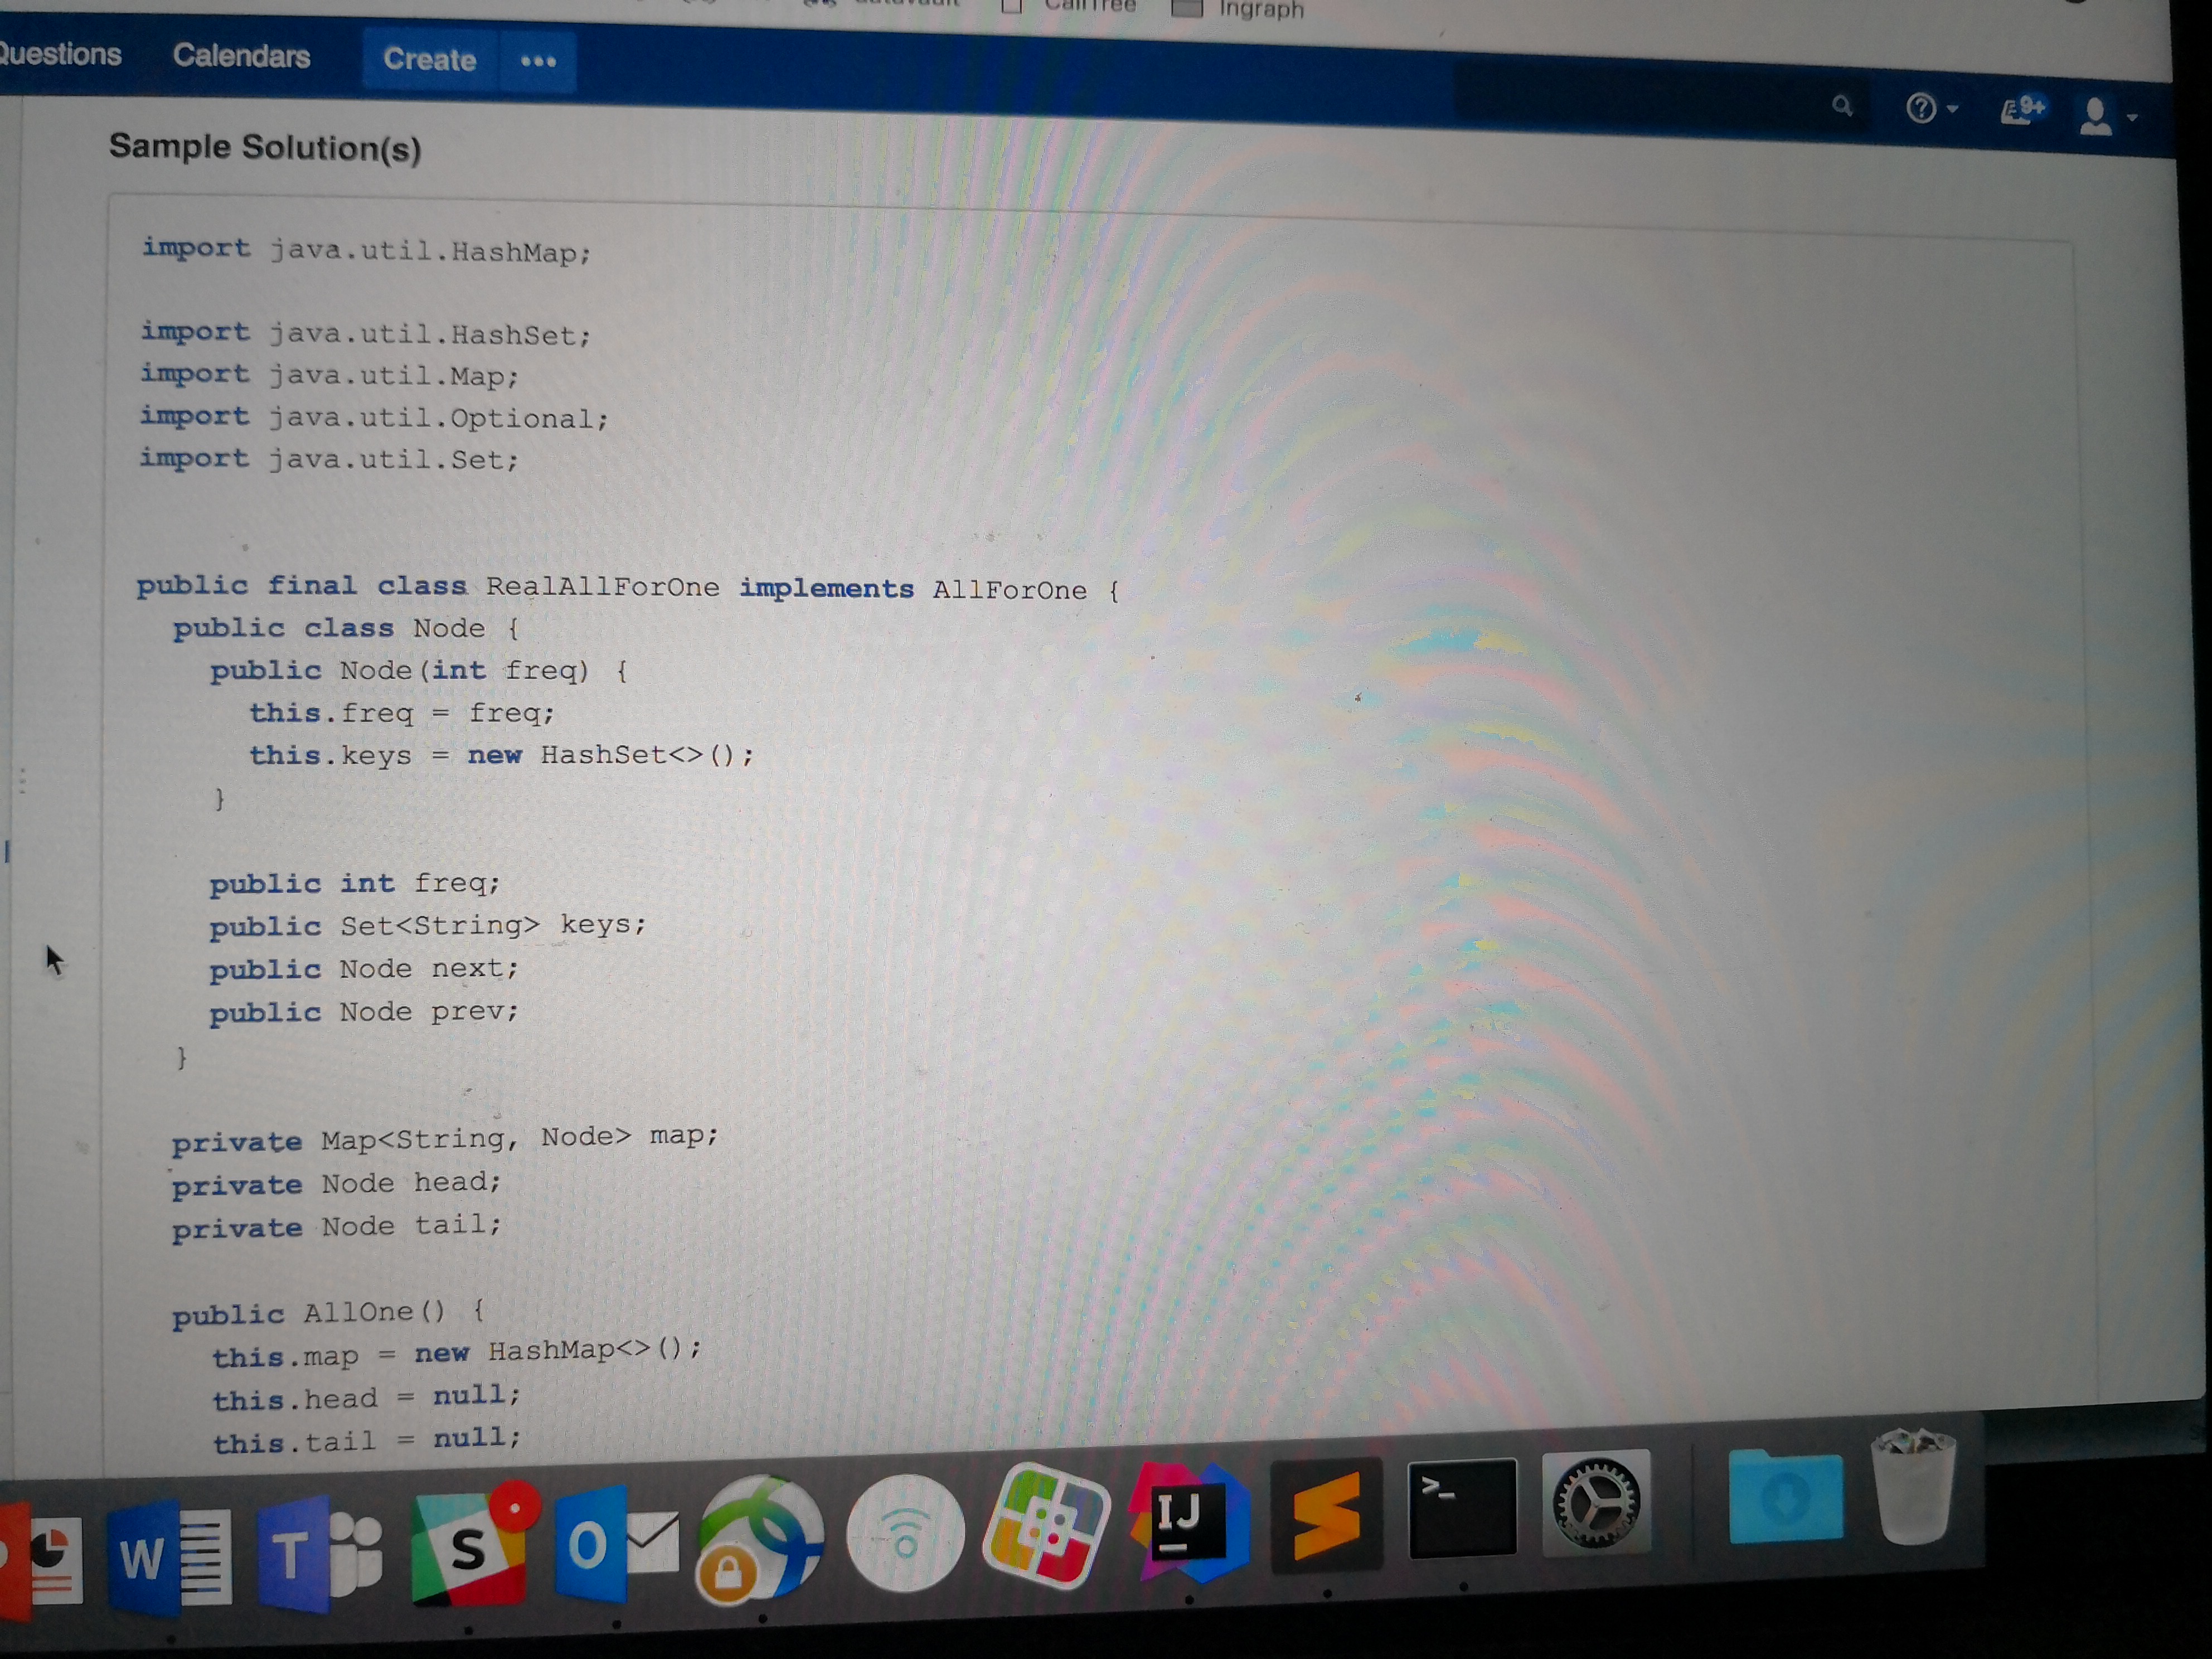 CallTree Ingraph
Questions Calendars Create •••
9+
Sample Solution(s)
import java.util.HashMap;
import java.util.HashSet;
import java.util.Map;
import java.util.Optional;
import java.util.Set;
public final class RealAllForOne implements AllForOne {
public class Node {
public Node(int freq) {
this.freq = freq;
this.keys = new HashSet<>();
}
public int freq;
public Set<String> keys;
public Node next;
public Node prev;
}
private Map<String, Node> map;
private Node head;
private Node tail;
public AllOne() {
this.map = new HashMap<>();
this.head = null;
this.tail = null;
W T S O IJ >_